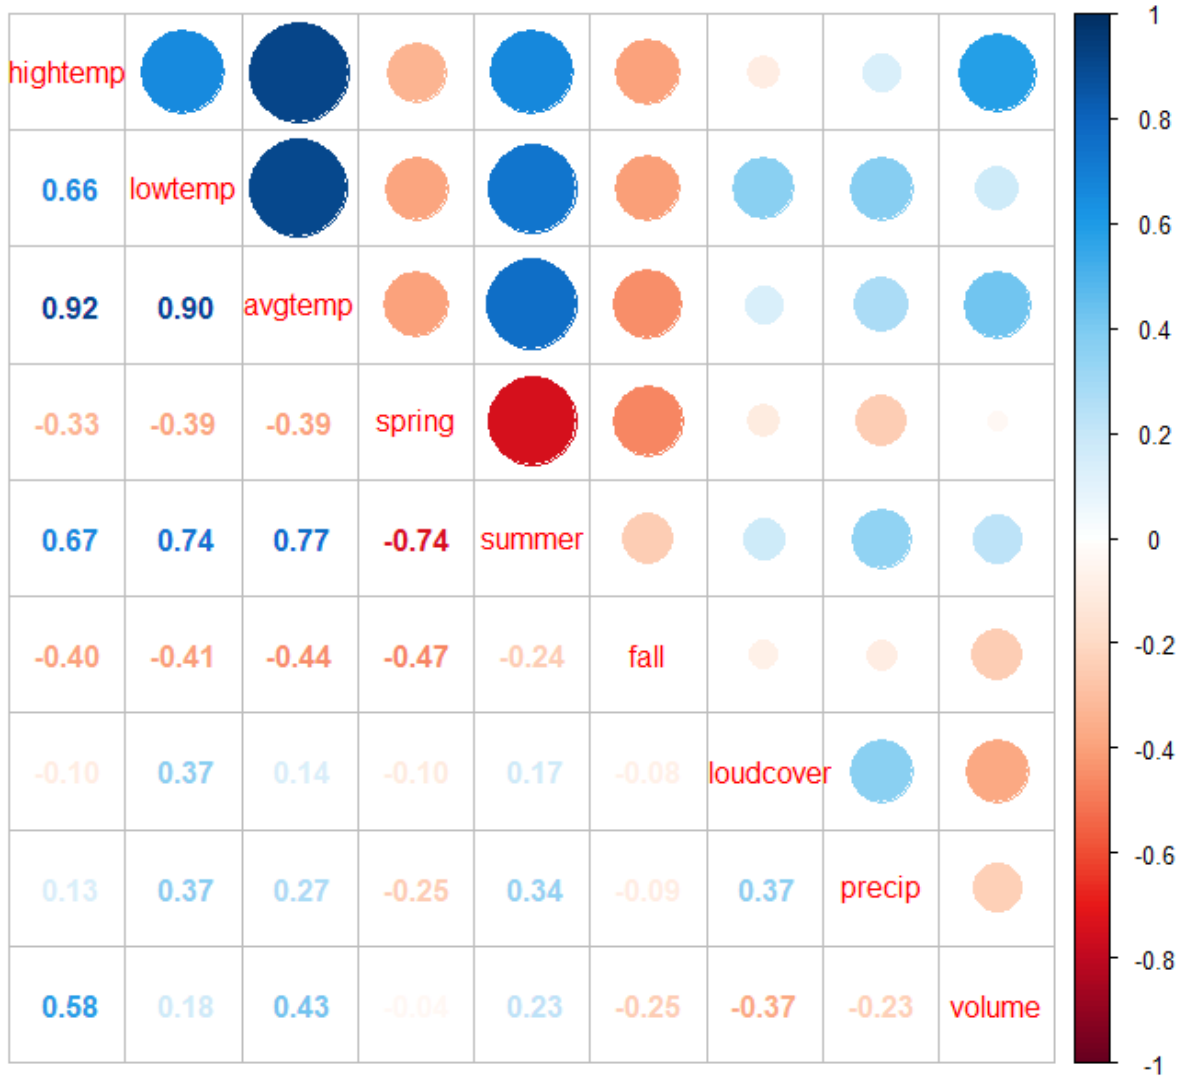 hightemp
0.66 lowtemp
0.92 0.90 avgtemp
-0.33 -0.39 -0.39 spring
0.67 0.74 0.77 -0.74 summer
-0.40 -0.41 -0.44 -0.47 -0.24 fall
-0.10 0.37 0.14 -0.10 0.17 -0.08 loudcover
0.13 0.37 0.27 -0.25 0.34 -0.09 0.37 precip
0.58 0.18 0.43 -0.04 0.23 -0.25 -0.37 -0.23 volume
1
0.8
0.6
0.4
0.2
0
-0.2
-0.4
-0.6
-0.8
-1